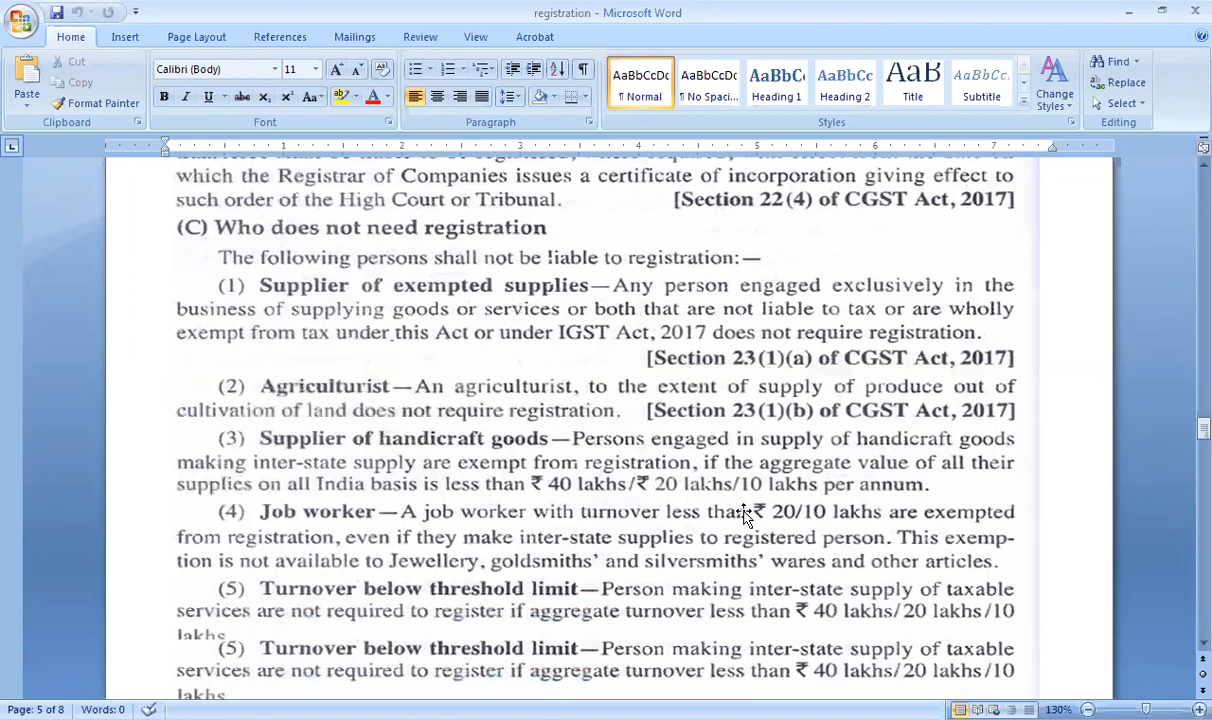 registration - Microsoft Word
Home Insert Page Layout References Mailings Review View Acrobat
Paste
Cut
Copy
Format Painter
Clipboard
Calibri (Body) 11
Font
Paragraph
AaBbCcDc AaBbCcDc AaBbC AaBbCc AaB AaBbCcL
¶ Normal ¶ No Spaci... Heading 1 Heading 2 Title Subtitle
Change Styles
Styles
Find
Replace
Select
Editing
1 2 3 4 5 6 7
which the Registrar of Companies issues a certificate of incorporation giving effect to
such order of the High Court or Tribunal. [Section 22(4) of CGST Act, 2017]
(C) Who does not need registration
The following persons shall not be liable to registration:—
(1) Supplier of exempted supplies—Any person engaged exclusively in the
business of supplying goods or services or both that are not liable to tax or are wholly
exempt from tax under this Act or under IGST Act, 2017 does not require registration.
[Section 23(1)(a) of CGST Act, 2017]
(2) Agriculturist—An agriculturist, to the extent of supply of produce out of
cultivation of land does not require registration. [Section 23(1)(b) of CGST Act, 2017]
(3) Supplier of handicraft goods—Persons engaged in supply of handicraft goods
making inter-state supply are exempt from registration, if the aggregate value of all their
supplies on all India basis is less than ₹ 40 lakhs/₹ 20 lakhs/10 lakhs per annum.
(4) Job worker—A job worker with turnover less than ₹ 20/10 lakhs are exempted
from registration, even if they make inter-state supplies to registered person. This exemp-
tion is not available to Jewellery, goldsmiths' and silversmiths' wares and other articles.
(5) Turnover below threshold limit—Person making inter-state supply of taxable
services are not required to register if aggregate turnover less than ₹ 40 lakhs/20 lakhs/10
lakhs
(5) Turnover below threshold limit—Person making inter-state supply of taxable
services are not required to register if aggregate turnover less than ₹ 40 lakhs/20 lakhs/10
lakhs
Page: 5 of 8 Words: 0 130%